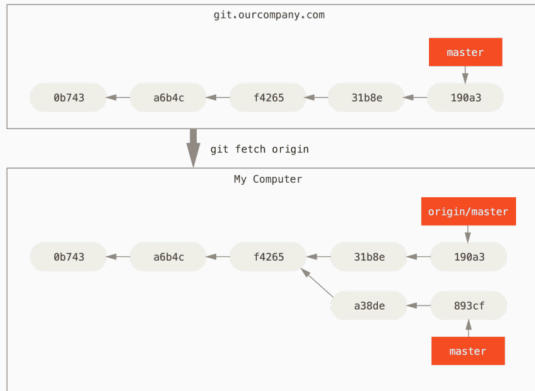 git.ourcompany.com
master
0b743 a6b4c f4265 31b8e 190a3
git fetch origin
My Computer
origin/master
0b743 a6b4c f4265 31b8e 190a3
a38de 893cf
master